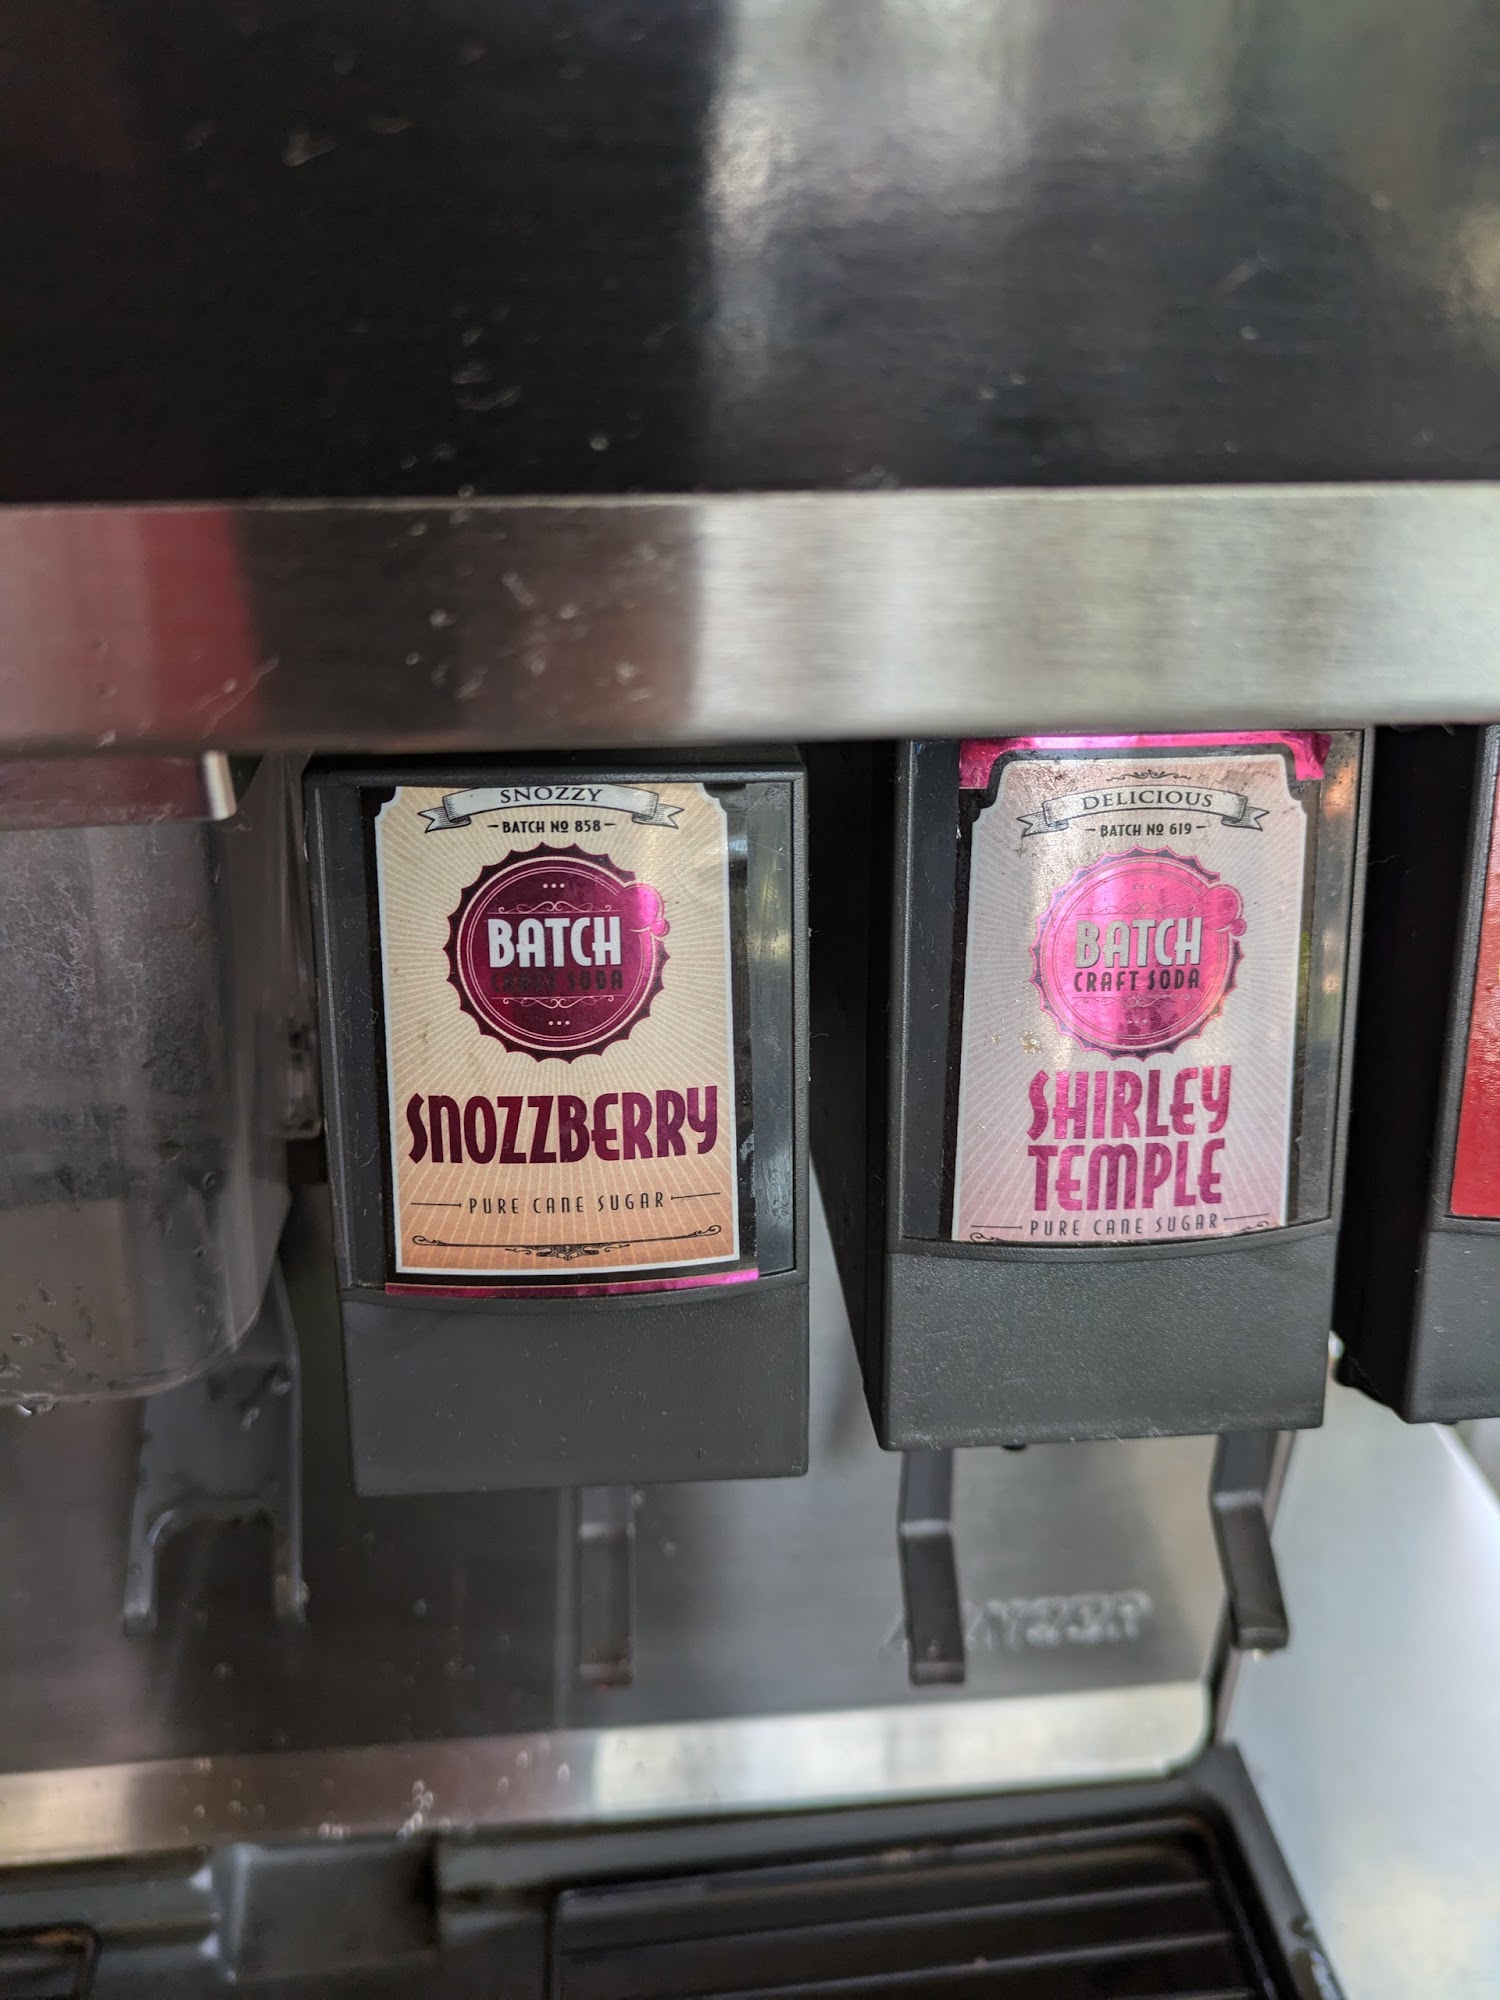 SNOZZY
BATCH Nº 858
BATCH
CRAFT SODA
SNOZZBERRY
PURE CANE SUGAR
DELICIOUS
BATCH Nº 619
BATCH
CRAFT SODA
SHIRLEY
TEMPLE
PURE CANE SUGAR